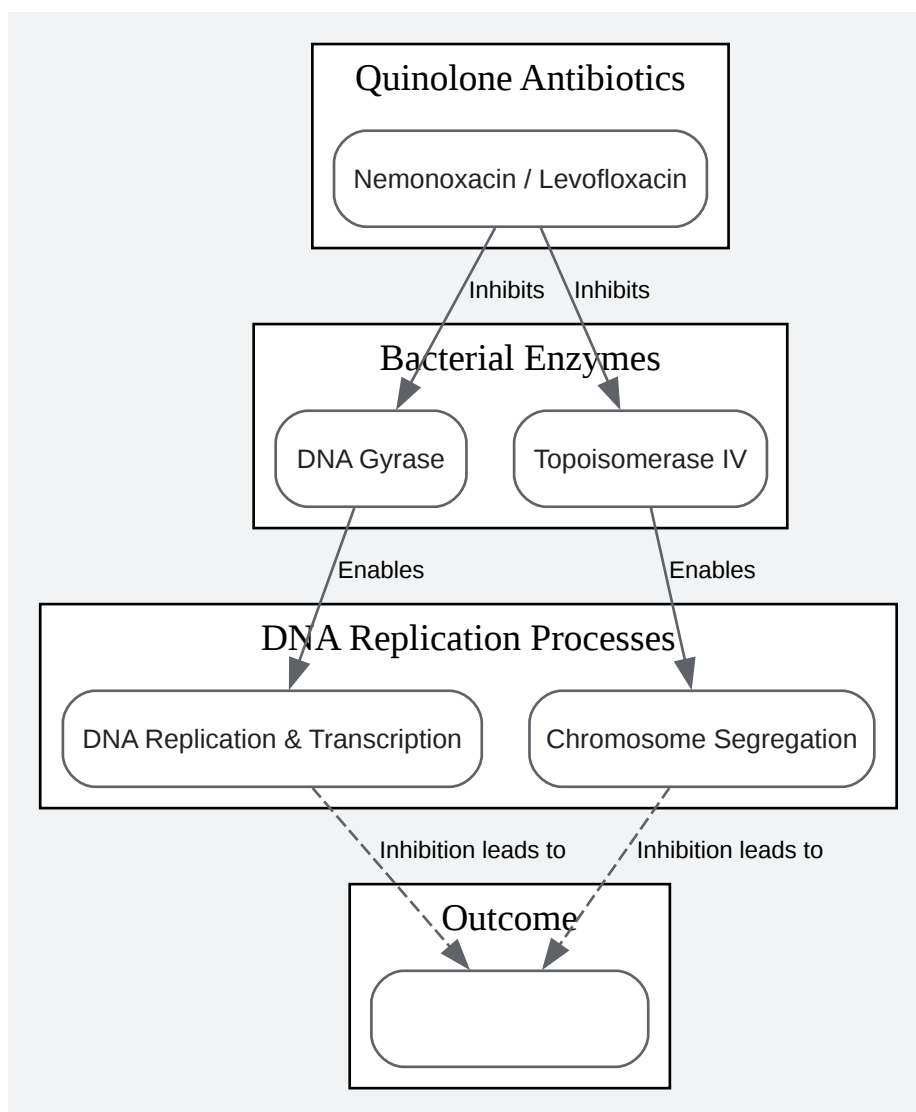 Quinolone Antibiotics
Nemonoxacin / Levofloxacin
Inhibits
Inhibits
Bacterial Enzymes
DNA Gyrase
Topoisomerase IV
Enables
Enables
DNA Replication Processes
DNA Replication & Transcription
Chromosome Segregation
Inhibition leads to
Inhibition leads to
Outcome